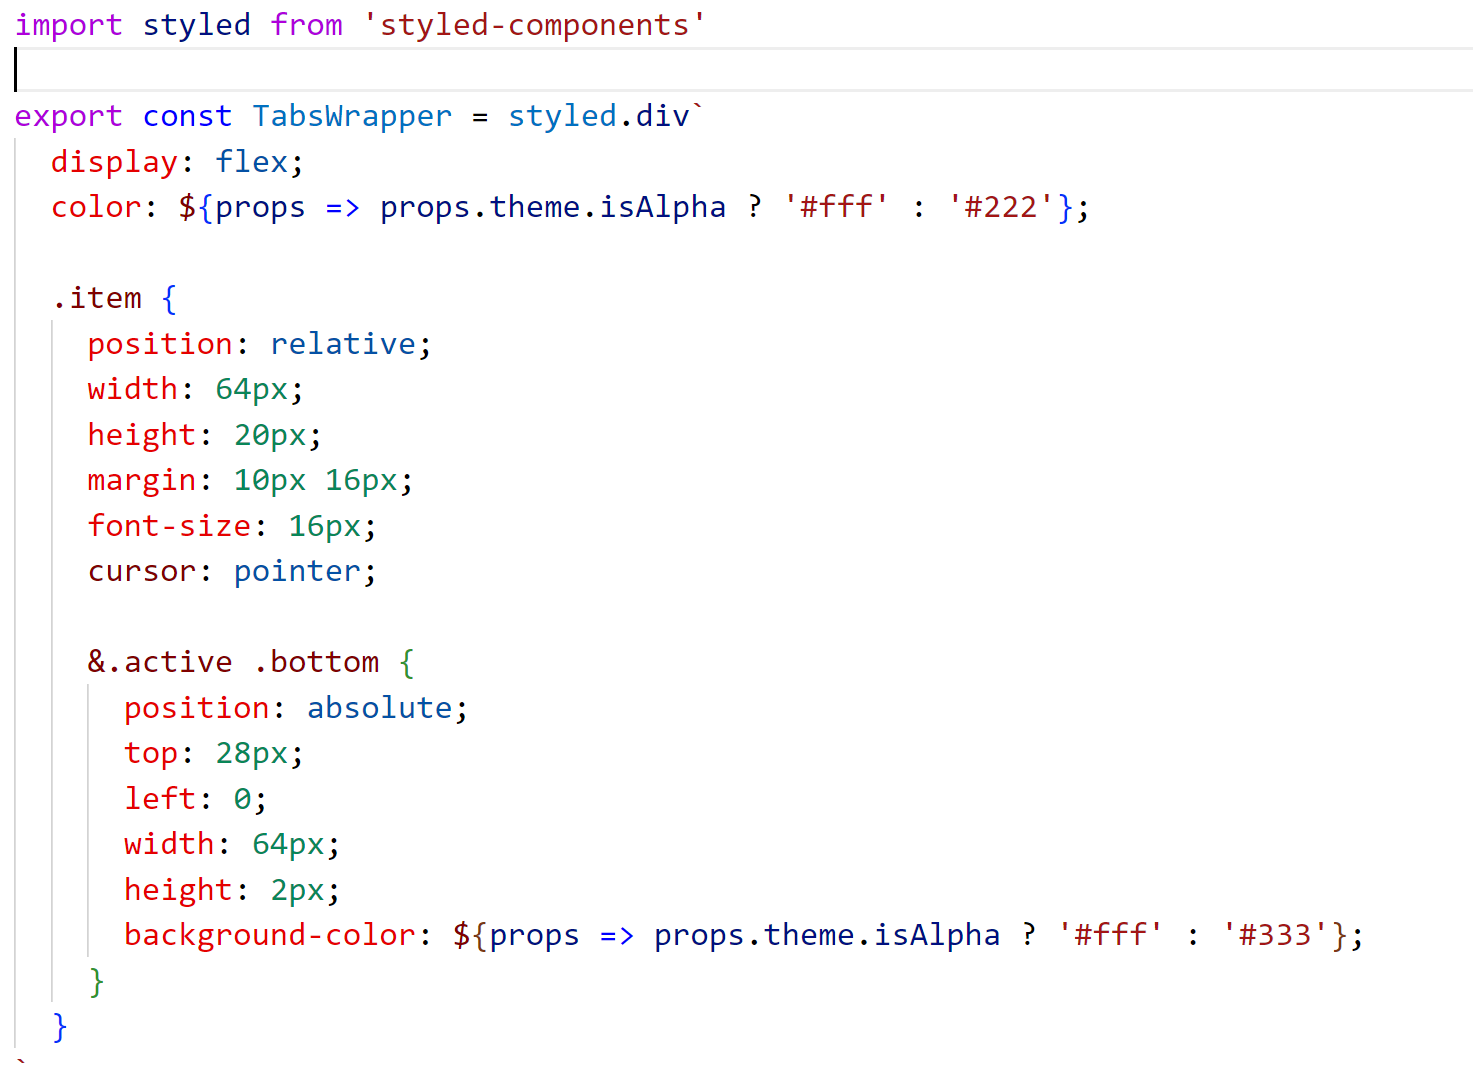 import styled from 'styled-components'
export const TabsWrapper = styled.div`
  display: flex;
  color: ${props => props.theme.isAlpha ? '#fff' : '#222'};
  .item {
    position: relative;
    width: 64px;
    height: 20px;
    margin: 10px 16px;
    font-size: 16px;
    cursor: pointer;
    &.active .bottom {
      position: absolute;
      top: 28px;
      left: 0;
      width: 64px;
      height: 2px;
      background-color: ${props => props.theme.isAlpha ? '#fff' : '#333'};
    }
  }
`